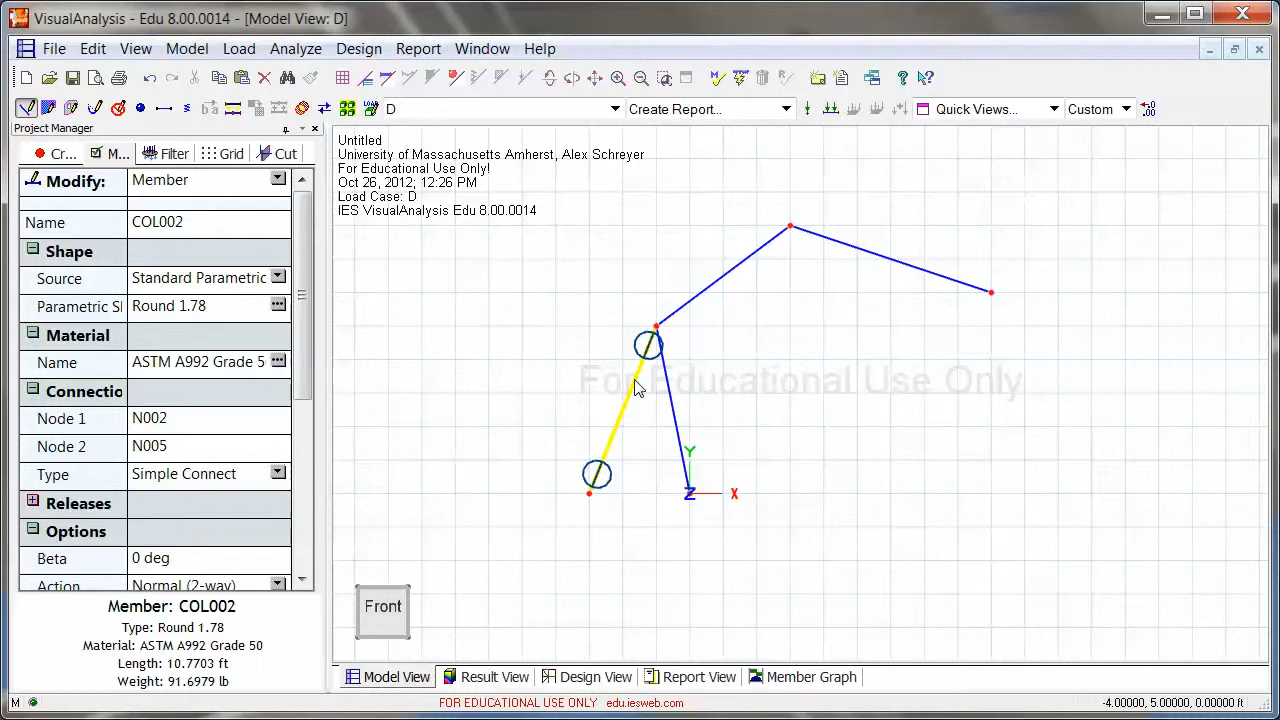 VisualAnalysis - Edu 8.00.0014 - [Model View: D]
File Edit View Model Load Analyze Design Report Window Help
D Create Report... Quick Views... Custom
Project Manager
Cr... M... Filter Grid Cut
Modify: Member
Name COL002
Shape
Source Standard Parametric
Parametric Sl Round 1.78
Material
Name ASTM A992 Grade 5
Connectio
Node 1 N002
Node 2 N005
Type Simple Connect
Releases
Options
Beta 0 deg
Action Normal (2-way)
Member: COL002
Type: Round 1.78
Material: ASTM A992 Grade 50
Length: 10.7703 ft
Weight: 91.6979 lb
Untitled
University of Massachusetts Amherst, Alex Schreyer
For Educational Use Only!
Oct 26, 2012; 12:26 PM
Load Case: D
IES VisualAnalysis Edu 8.00.0014
For Educational Use Only
Y
Z X
Front
Model View Result View Design View Report View Member Graph
M FOR EDUCATIONAL USE ONLY edu.iesweb.com -4.00000, 5.00000, 0.00000 ft